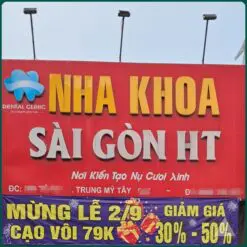 DENTAL CLINIC
NHA KHOA
SÀI GÒN HT
Nơi Kiến Tạo Nụ Cười Xinh
ĐC:
, TRUNG MỸ TÂY
ĐC:
MỪNG LỄ 2/9
CẠO VÔI 79K
GIẢM GIÁ
30% - 50%